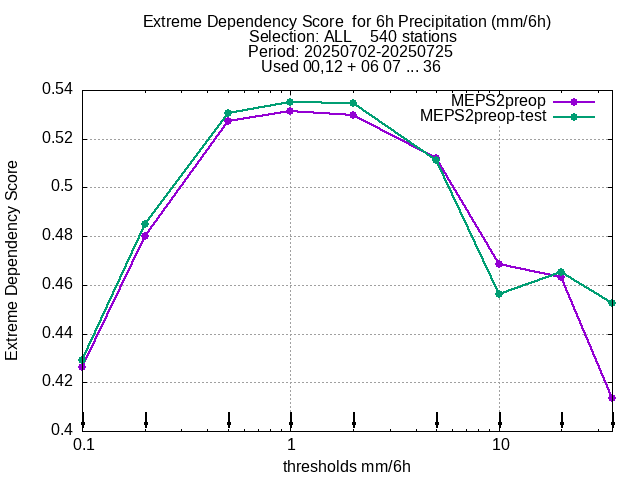 Extreme Dependency Score  for 6h Precipitation (mm/6h)
Selection: ALL    540 stations
Period: 20250702-20250725
Used 00,12 + 06 07 ... 36
MEPS2preop
MEPS2preop-test
Extreme Dependency Score
0.54
0.52
0.5
0.48
0.46
0.44
0.42
0.4
0.1 1 10
thresholds mm/6h